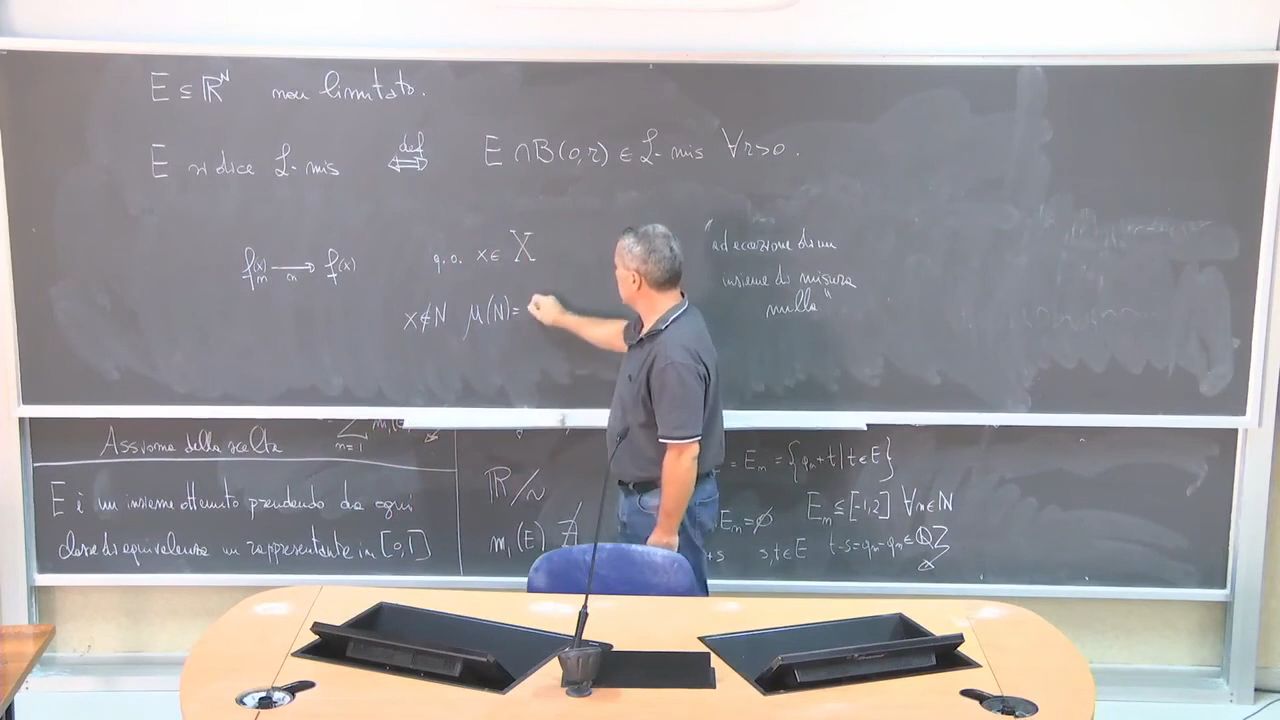 E ⊆ ℝᴺ non limitato.
E si dice L-mis ⟺ def E ∩ B(0,r) ∈ L-mis ∀r>0.
fₙ(x) ⟶ f(x) q.o. x ∈ X
x ∉ N μ(N) =
"ad eccezione di un
insieme di misura
nulla"
Assioma della scelta
E è un insieme ottenuto prendendo da ogni
classe di equivalenza un rappresentante in [0,1]
ℝ/∼
m₁(E) ∄
= Eₘ = {qₘ+t | t ∈ E}
Eₘ ⊆ [-1,2] ∀n∈ℕ
Eₘ = ∅
+s s,t ∈ E t-s = qₙ-qₘ ∈ ℚ